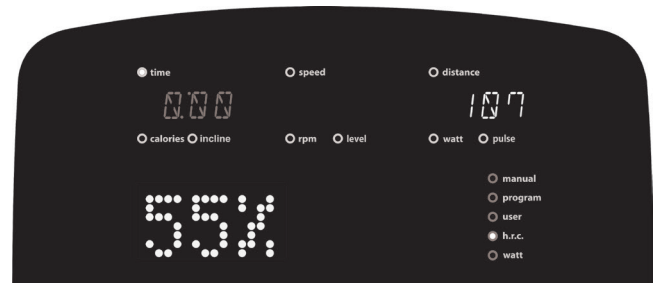 time speed distance
0:00 107
calories incline rpm level watt pulse
manual
program
user
h.r.c.
watt
55%